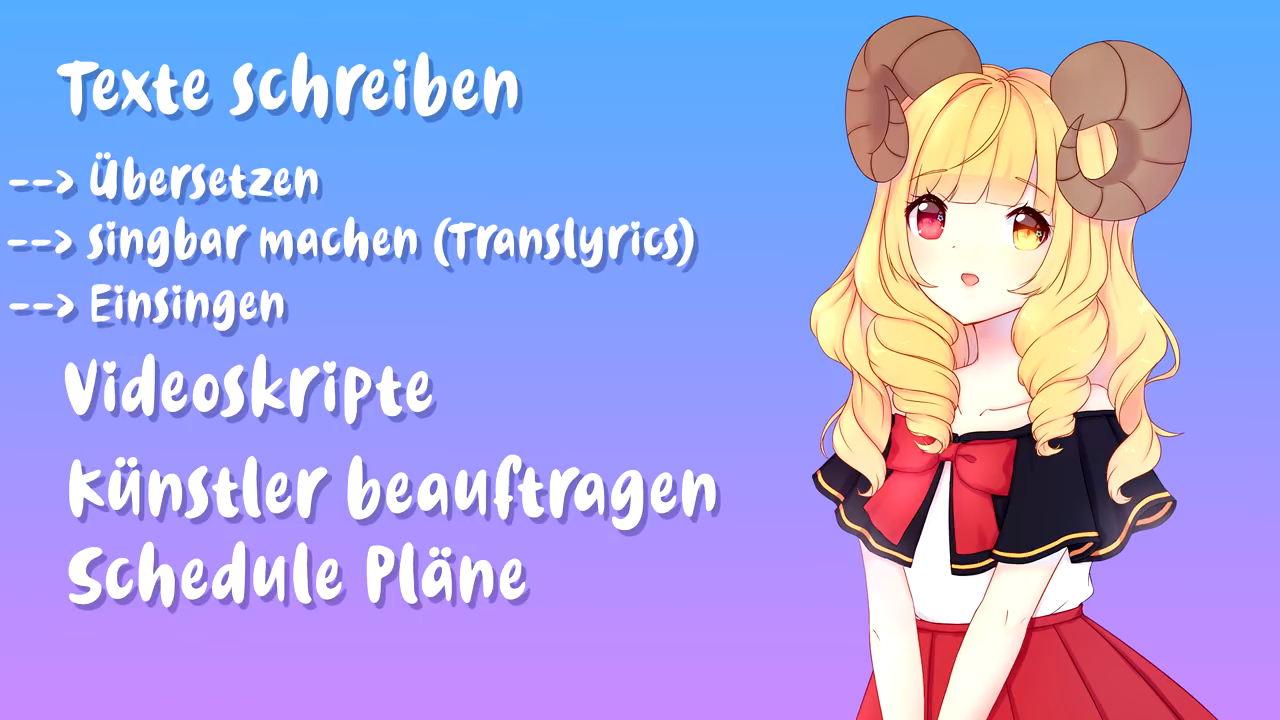 Texte schreiben
--> Übersetzen
--> singbar machen (Translyrics)
--> Einsingen
Videoskripte
Künstler beauftragen
Schedule Pläne